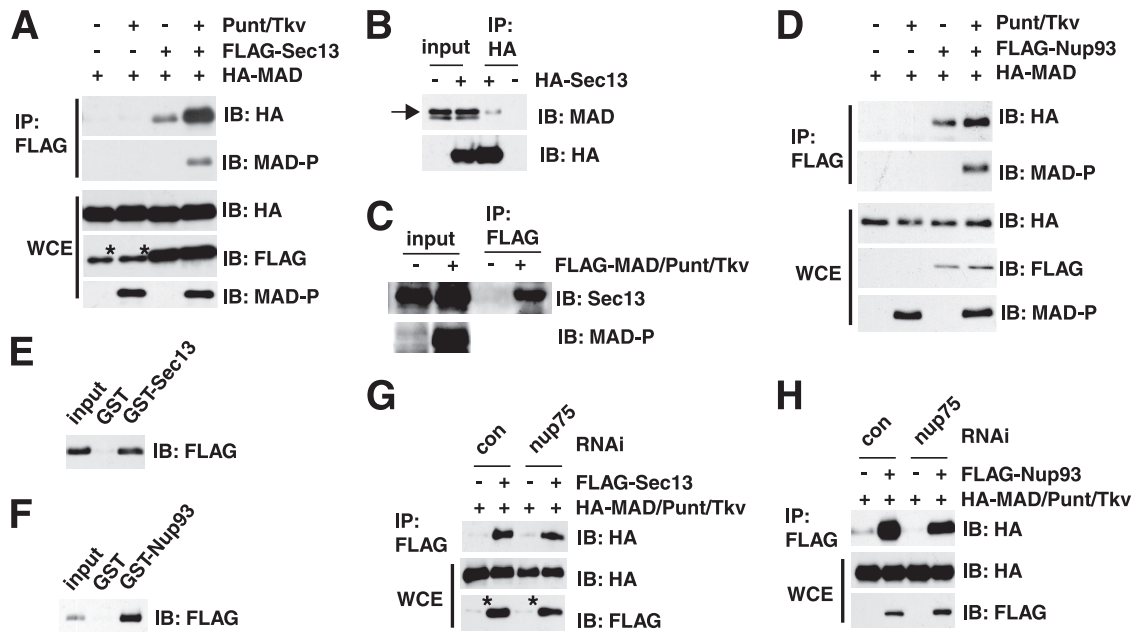 A
- + - + Punt/Tkv
- - + + FLAG-Sec13
+ + + + HA-MAD
IP:
FLAG
IB: HA
IB: MAD-P
WCE
IB: HA
* * IB: FLAG
IB: MAD-P
B
input
IP:
HA
- + + - HA-Sec13
IB: MAD
IB: HA
C
input
IP:
FLAG
- + - + FLAG-MAD/Punt/Tkv
IB: Sec13
IB: MAD-P
D
- + - + Punt/Tkv
- - + + FLAG-Nup93
+ + + + HA-MAD
IP:
FLAG
IB: HA
IB: MAD-P
WCE
IB: HA
IB: FLAG
IB: MAD-P
E
input GST GST-Sec13
IB: FLAG
F
input GST GST-Nup93
IB: FLAG
G
con nup75 RNAi
- + - + FLAG-Sec13
+ + + + HA-MAD/Punt/Tkv
IP:
FLAG
IB: HA
WCE
IB: HA
* * IB: FLAG
H
con nup75 RNAi
- + - + FLAG-Nup93
+ + + + HA-MAD/Punt/Tkv
IP:
FLAG
IB: HA
WCE
IB: HA
IB: FLAG